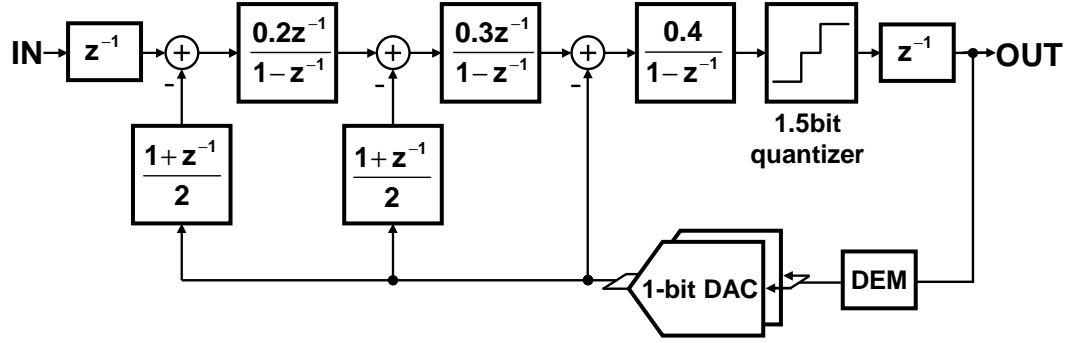 IN
z⁻¹
+
-
0.2z⁻¹
1−z⁻¹
+
-
0.3z⁻¹
1−z⁻¹
+
-
0.4
1−z⁻¹
1.5bit
quantizer
z⁻¹
OUT
1+z⁻¹
2
1+z⁻¹
2
1-bit DAC
DEM